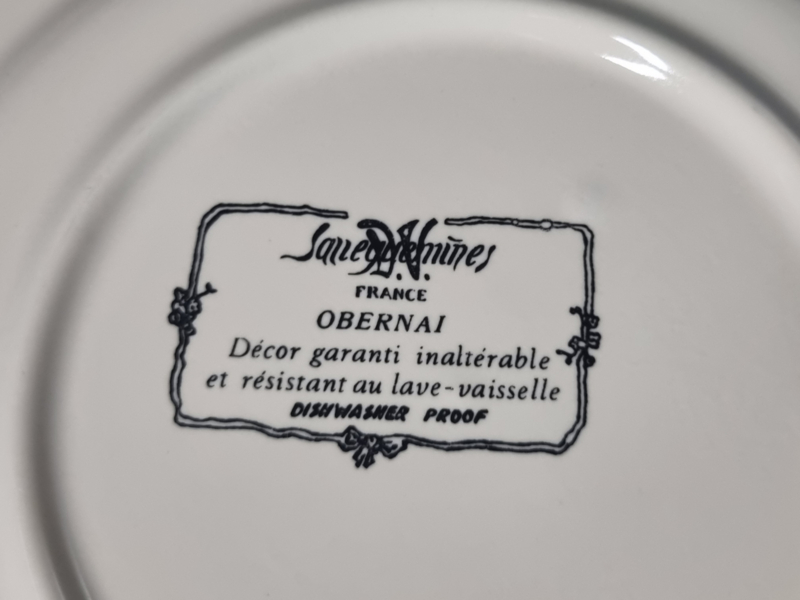 Sarreguemines
D.V.
FRANCE
OBERNAI
Décor garanti inaltérable
et résistant au lave-vaisselle
DISHWASHER PROOF